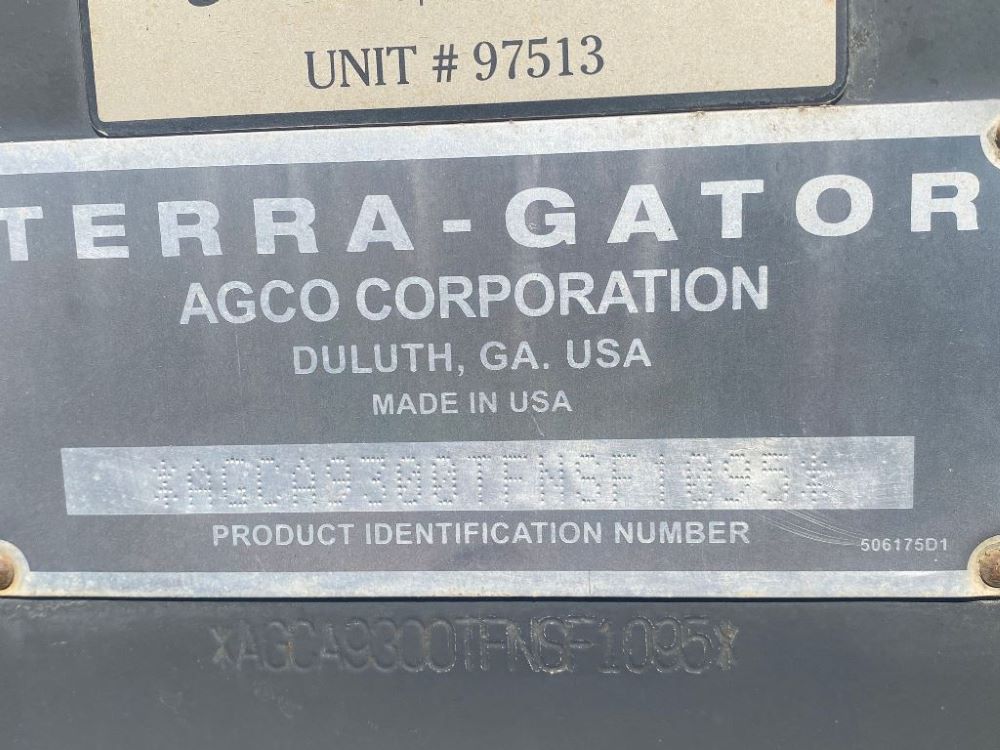 UNIT # 97513
TERRA-GATOR
AGCO CORPORATION
DULUTH, GA. USA
MADE IN USA
*AGCA9300TFNSF1095*
PRODUCT IDENTIFICATION NUMBER
506175D1
*AGCA9300TFNSF1095*